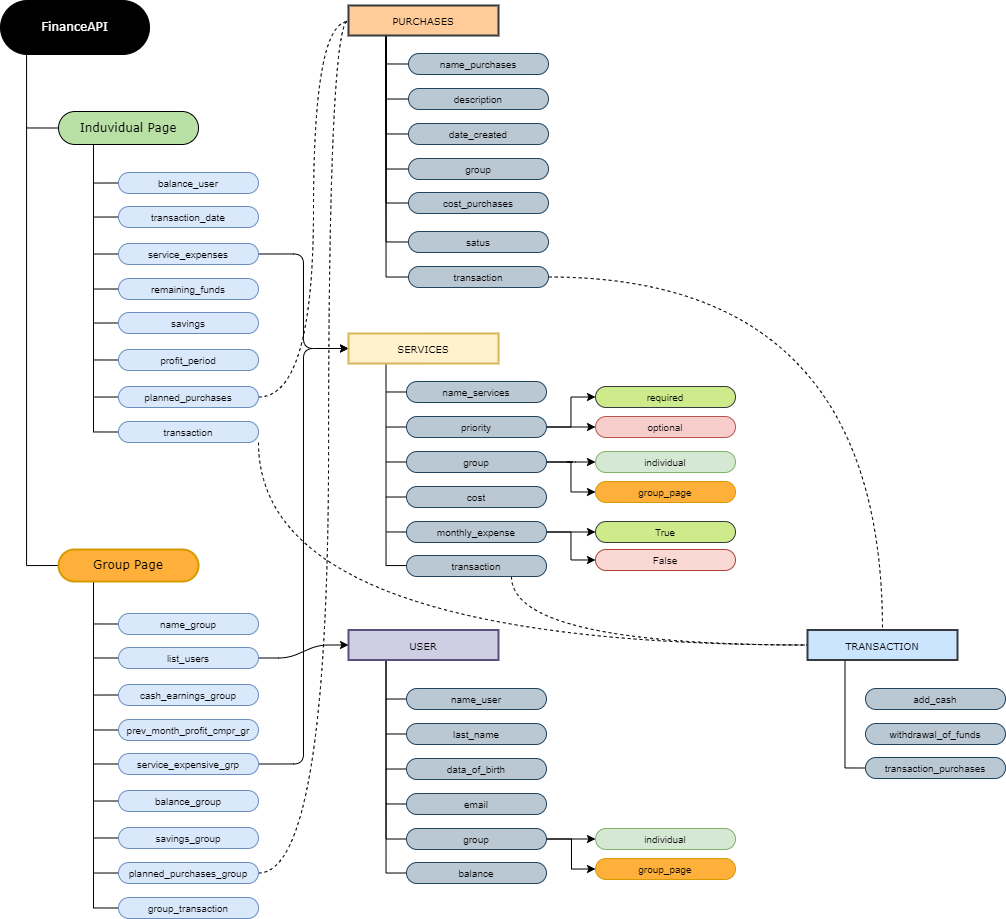 FinanceAPI
Induvidual Page
balance_user
transaction_date
service_expenses
remaining_funds
savings
profit_period
planned_purchases
transaction
Group Page
name_group
list_users
cash_earnings_group
prev_month_profit_cmpr_gr
service_expensive_grp
balance_group
savings_group
planned_purchases_group
group_transaction
PURCHASES
name_purchases
description
date_created
group
cost_purchases
satus
transaction
SERVICES
name_services
priority
required
optional
group
individual
group_page
cost
monthly_expense
True
False
transaction
USER
name_user
last_name
data_of_birth
email
group
individual
group_page
balance
TRANSACTION
add_cash
withdrawal_of_funds
transaction_purchases